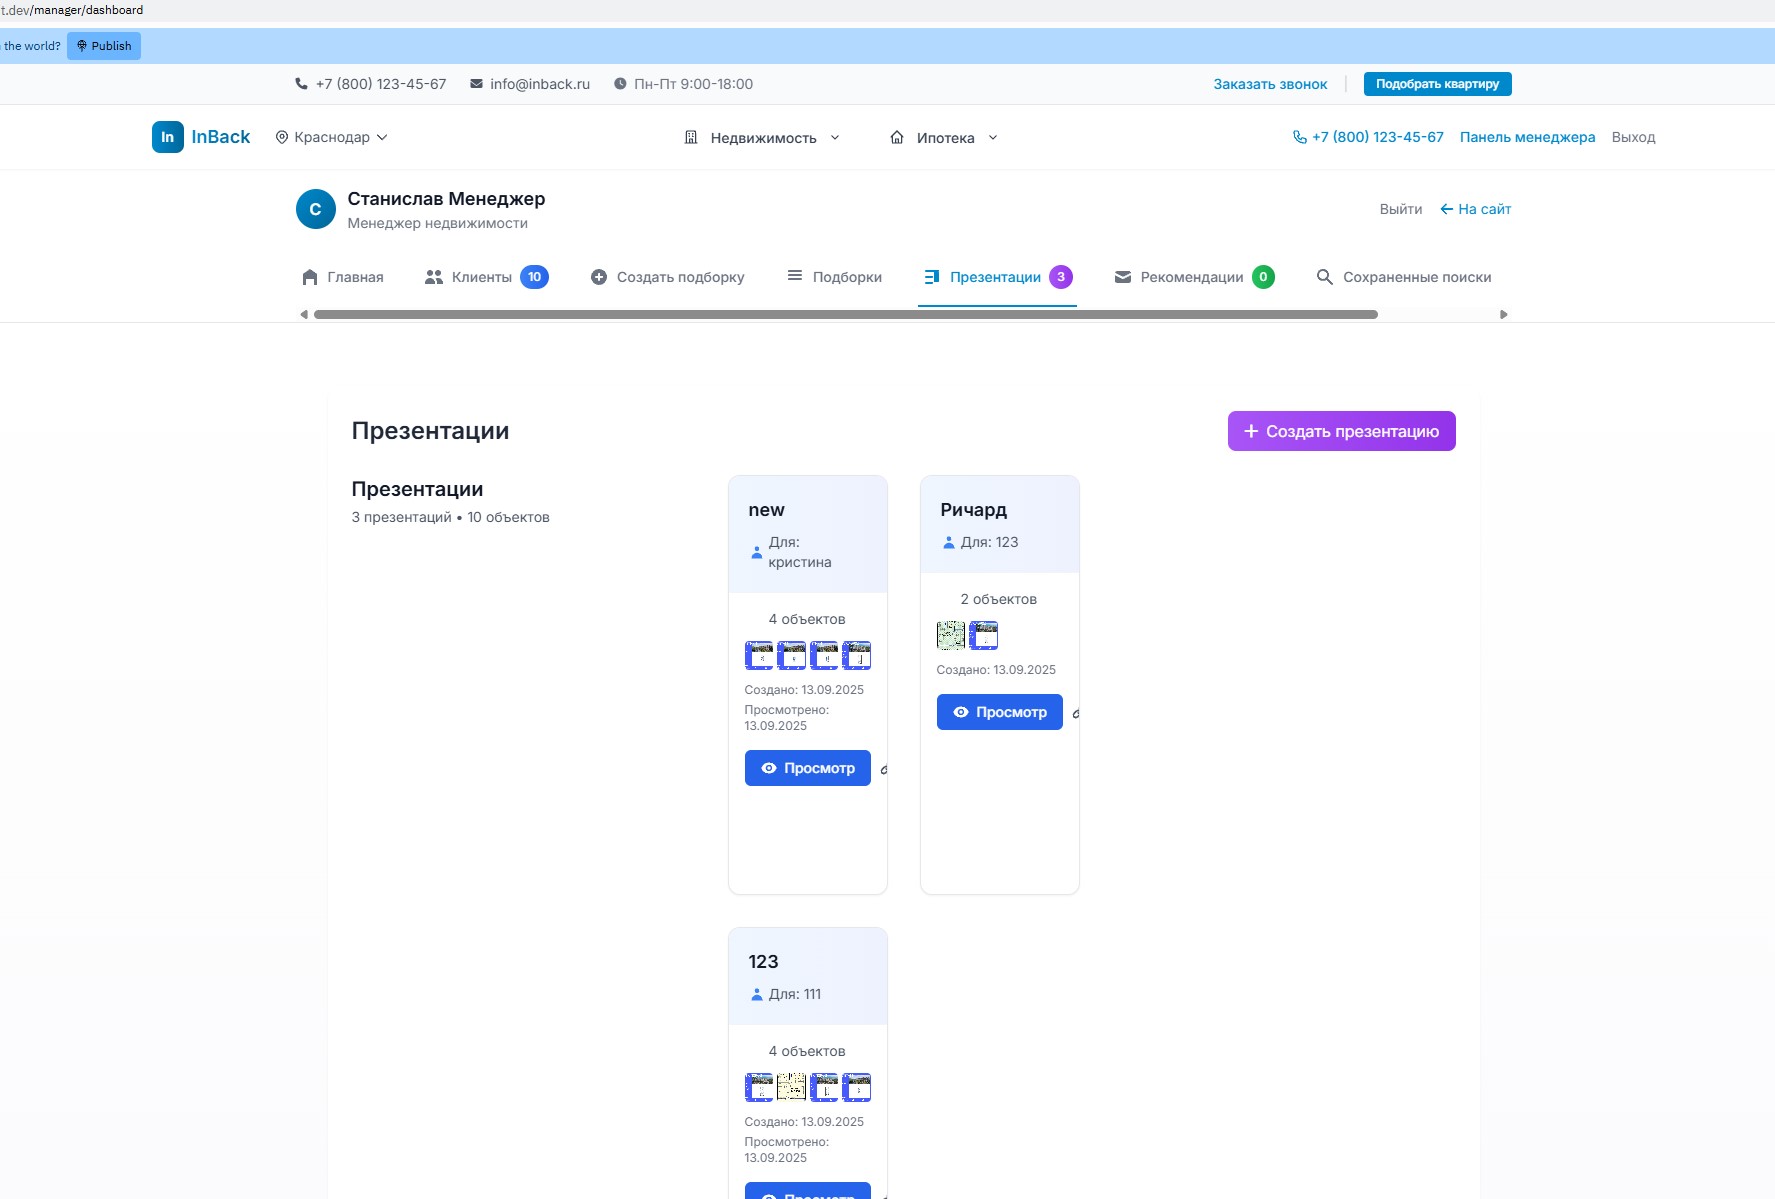 t.dev/manager/dashboard
the world? Publish
+7 (800) 123-45-67 info@inback.ru Пн-Пт 9:00-18:00 Заказать звонок Подобрать квартиру
In InBack Краснодар Недвижимость Ипотека +7 (800) 123-45-67 Панель менеджера Выход
С Станислав Менеджер
Менеджер недвижимости
Выйти На сайт
Главная Клиенты 10 Создать подборку Подборки Презентации 3 Рекомендации 0 Сохраненные поиски
Презентации
Создать презентацию
Презентации
3 презентаций • 10 объектов
new
Для:
кристина
4 объектов
Создано: 13.09.2025
Просмотрено:
13.09.2025
Просмотр
Ричард
Для: 123
2 объектов
Создано: 13.09.2025
Просмотр
123
Для: 111
4 объектов
Создано: 13.09.2025
Просмотрено:
13.09.2025
Просмотр